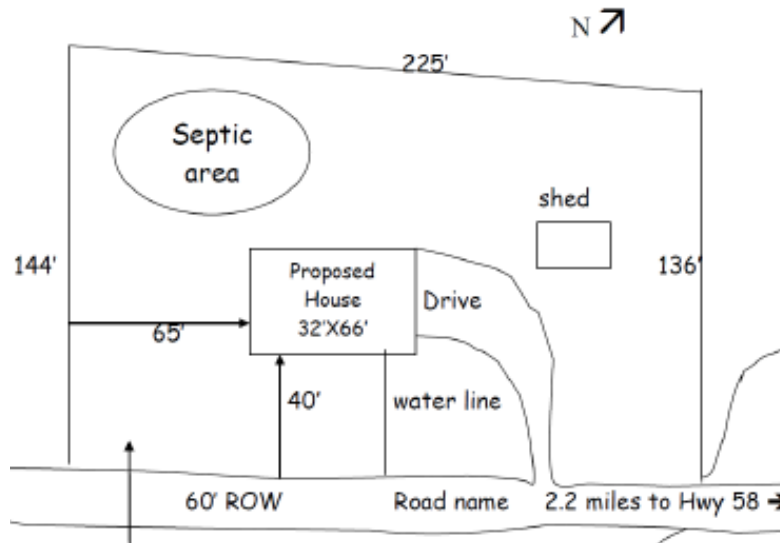 N
225'
Septic
area
shed
144'
136'
Proposed
House
32'X66'
Drive
65'
40'
water line
60' ROW
Road name
2.2 miles to Hwy 58